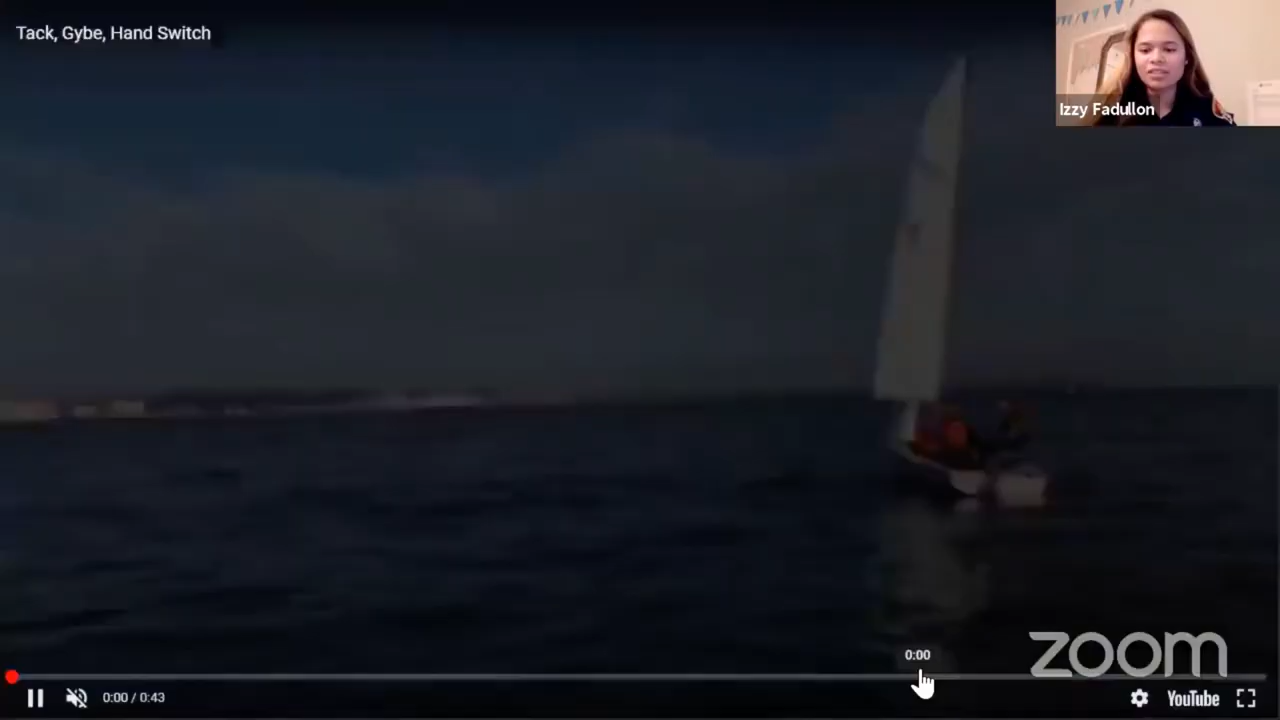 Tack, Gybe, Hand Switch
Izzy Fadullon
0:00
zoom
0:00 / 0:43
YouTube